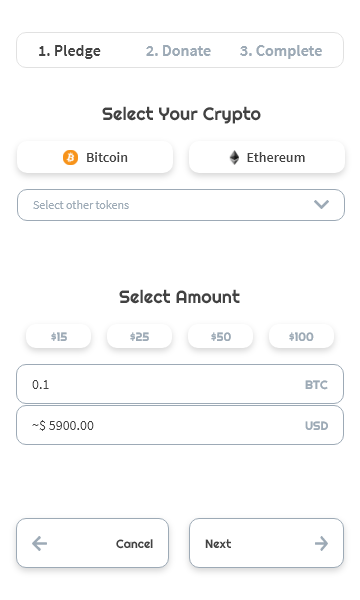 1. Pledge 2. Donate 3. Complete
Select Your Crypto
Bitcoin Ethereum
Select other tokens
Select Amount
$15 $25 $50 $100
0.1 BTC
~$ 5900.00 USD
Cancel Next